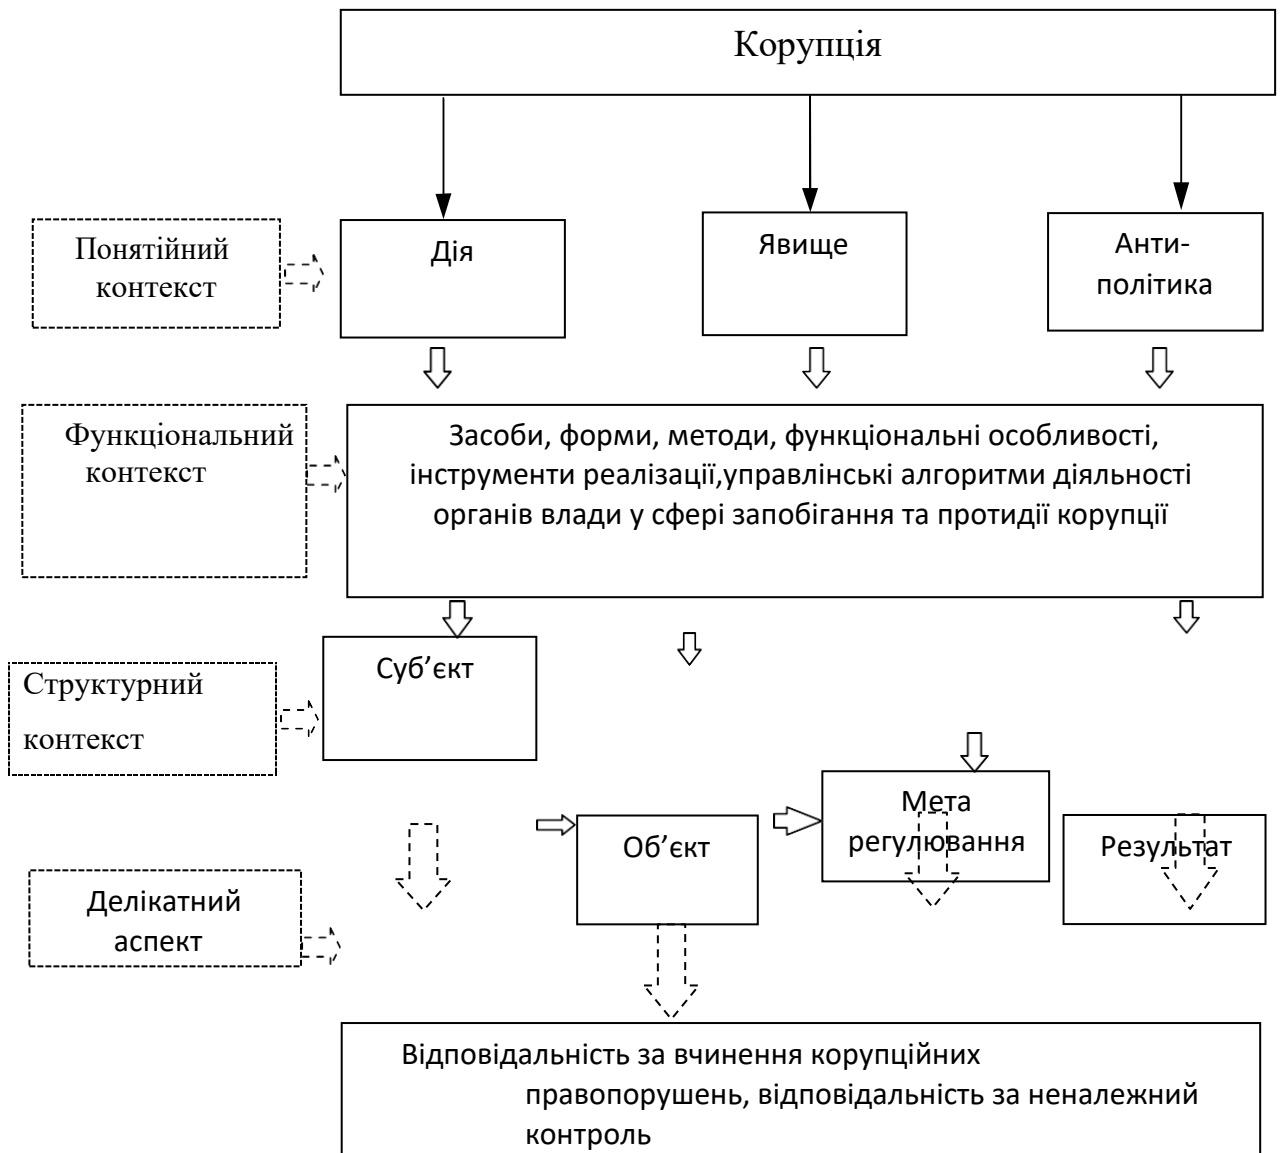 Корупція
Понятійний
контекст
Дія
Явище
Анти-
політика
Функціональний
контекст
Засоби, форми, методи, функціональні особливості,
інструменти реалізації,управлінські алгоритми діяльності
органів влади у сфері запобігання та протидії корупції
Структурний
контекст
Суб’єкт
Об’єкт
Мета
регулювання
Результат
Делікатний
аспект
Відповідальність за вчинення корупційних
правопорушень, відповідальність за неналежний
контроль